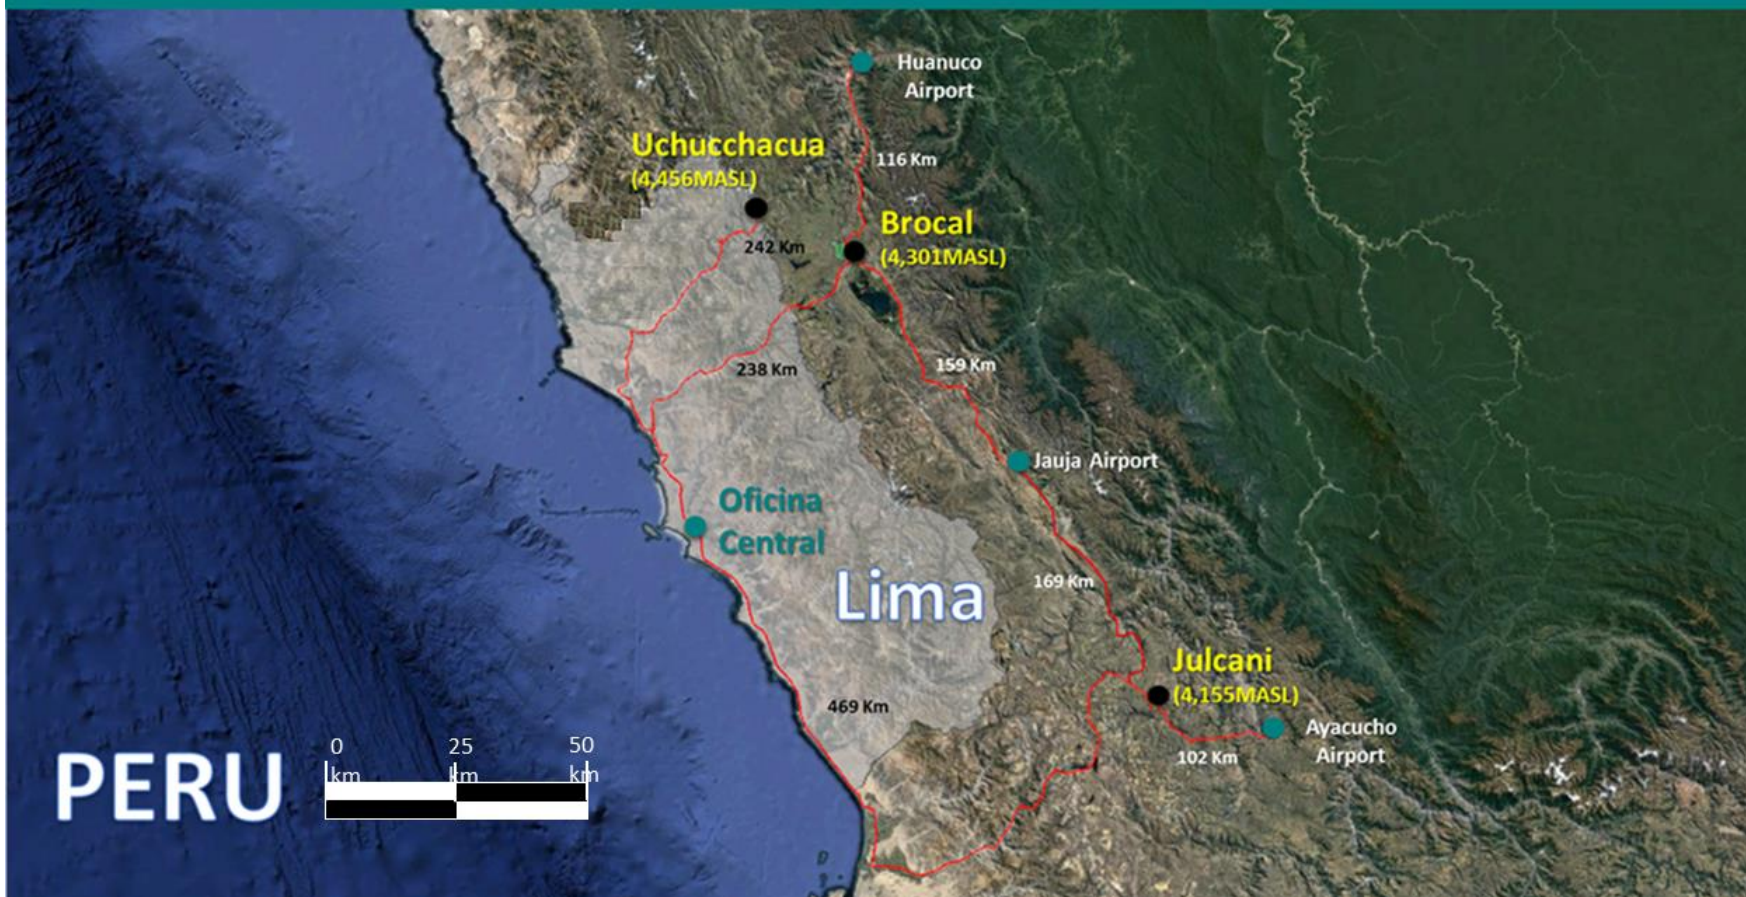 Huanuco
Airport
Uchucchacua
(4,456MASL)
116 Km
Brocal
(4,301MASL)
242 Km
238 Km
159 Km
Jauja Airport
Oficina
Central
Lima
169 Km
Julcani
(4,155MASL)
469 Km
Ayacucho
Airport
102 Km
PERU
0
km
25
km
50
km